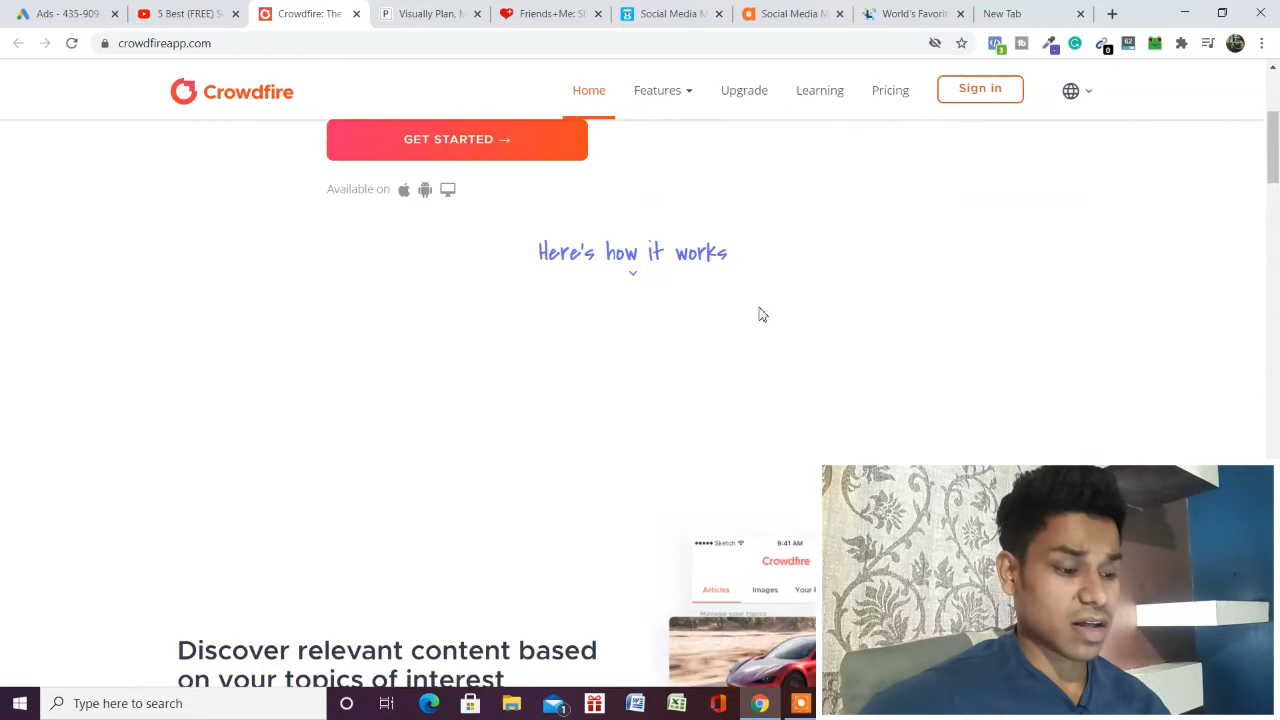 Ads - 435-909-
5 Best (FREE) S
Crowdfire: The
Visually Plan, M
Friends+Me: Sh
Social Media M
Social Media M
World's Favorit
New Tab
crowdfireapp.com
Crowdfire
Home
Features
Upgrade
Learning
Pricing
Sign in
GET STARTED →
Available on
Here's how it works
Sketch
9:41 AM
Crowdfire
Articles
Images
Your
Manage your topics
Discover relevant content based
on your topics of interest
Type here to search